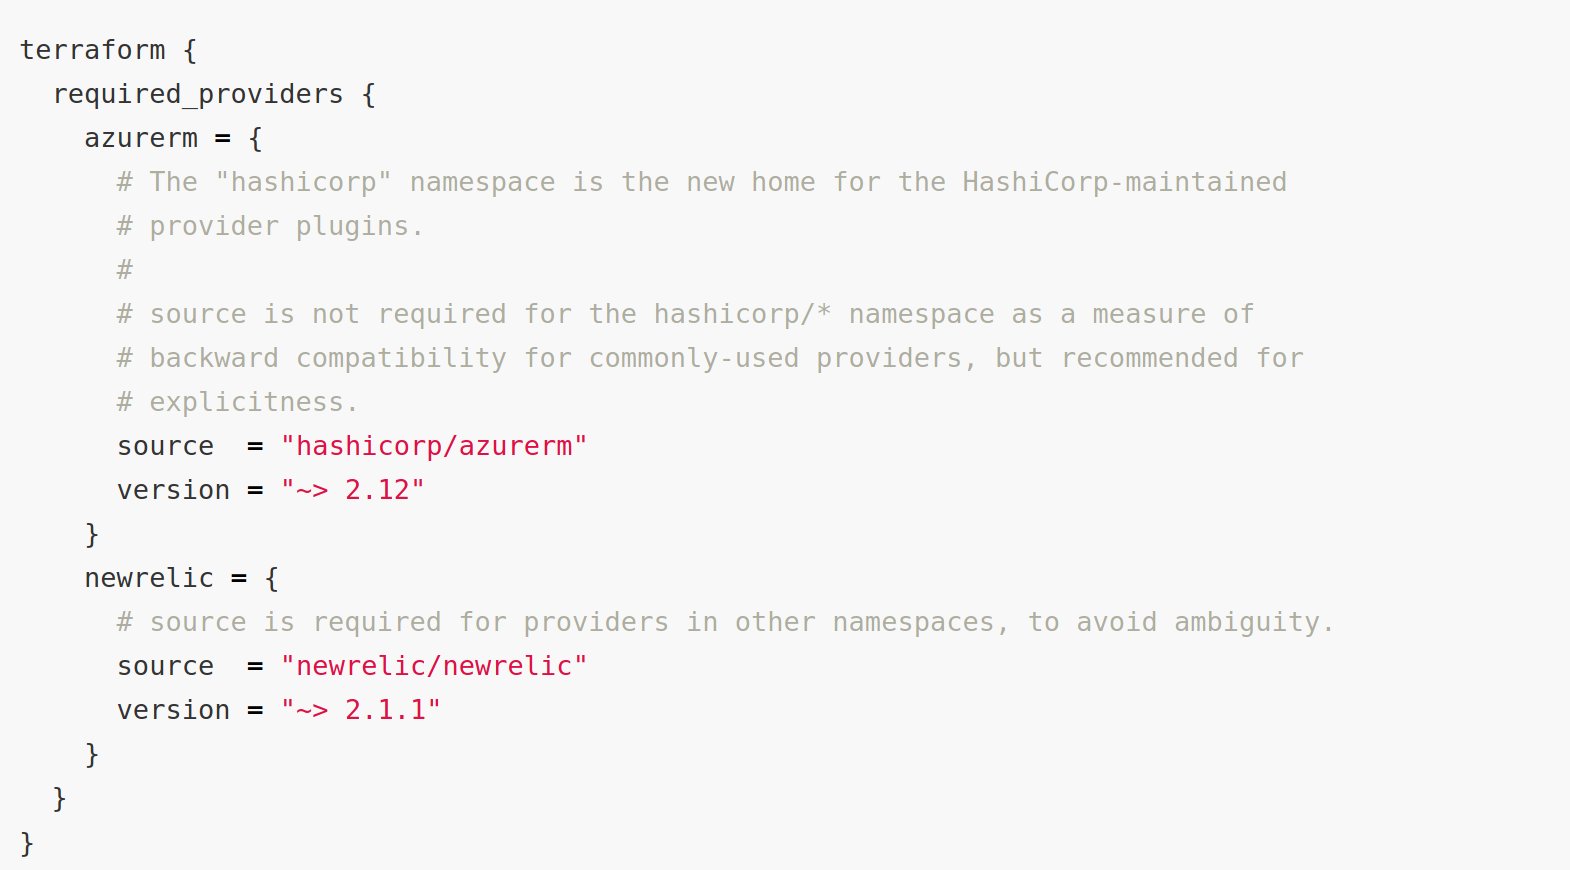 terraform {
  required_providers {
    azurerm = {
      # The "hashicorp" namespace is the new home for the HashiCorp-maintained
      # provider plugins.
      #
      # source is not required for the hashicorp/* namespace as a measure of
      # backward compatibility for commonly-used providers, but recommended for
      # explicitness.
      source  = "hashicorp/azurerm"
      version = "~> 2.12"
    }
    newrelic = {
      # source is required for providers in other namespaces, to avoid ambiguity.
      source  = "newrelic/newrelic"
      version = "~> 2.1.1"
    }
  }
}